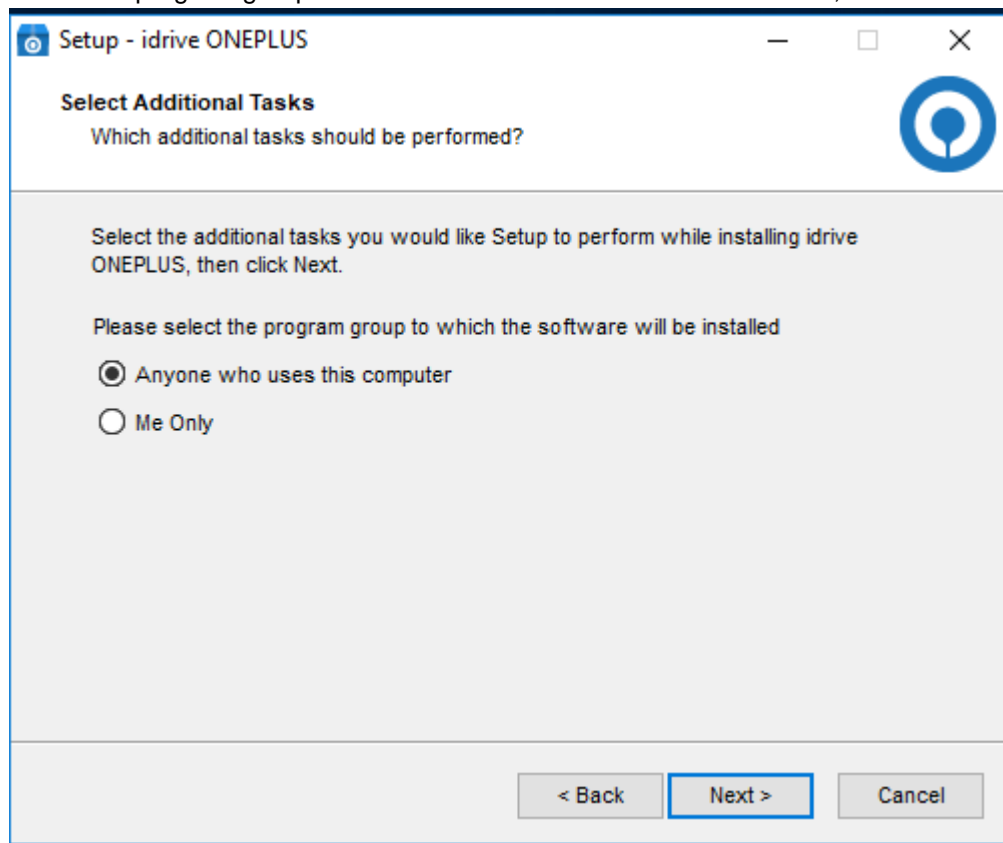 Setup - idrive ONEPLUS
Select Additional Tasks
Which additional tasks should be performed?
Select the additional tasks you would like Setup to perform while installing idrive
ONEPLUS, then click Next.
Please select the program group to which the software will be installed
Anyone who uses this computer
Me Only
< Back
Next >
Cancel